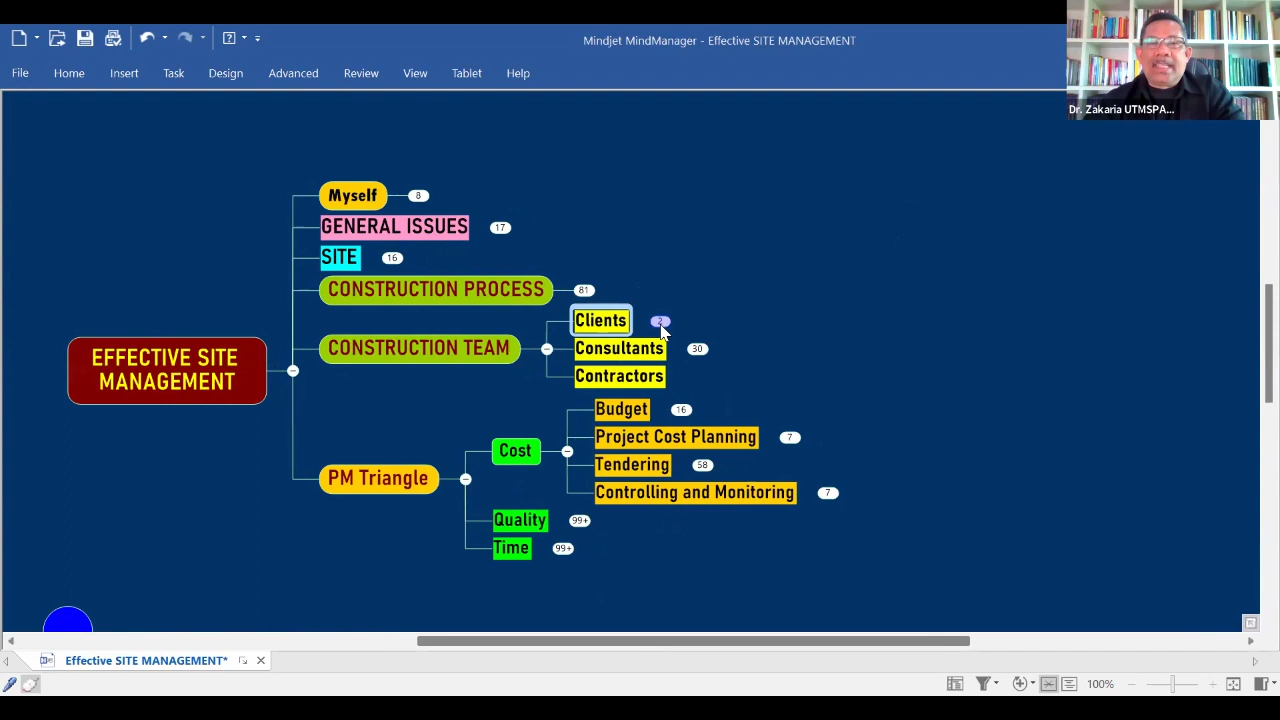 Mindjet MindManager - Effective SITE MANAGEMENT
File Home Insert Task Design Advanced Review View Tablet Help
Dr. Zakaria UTMSPA...
Myself 8
GENERAL ISSUES 17
SITE 16
CONSTRUCTION PROCESS 81
EFFECTIVE SITE
MANAGEMENT
CONSTRUCTION TEAM
Clients 2
Consultants 30
Contractors
PM Triangle
Cost
Budget 16
Project Cost Planning 7
Tendering 58
Controlling and Monitoring 7
Quality 99+
Time 99+
Effective SITE MANAGEMENT*
100%